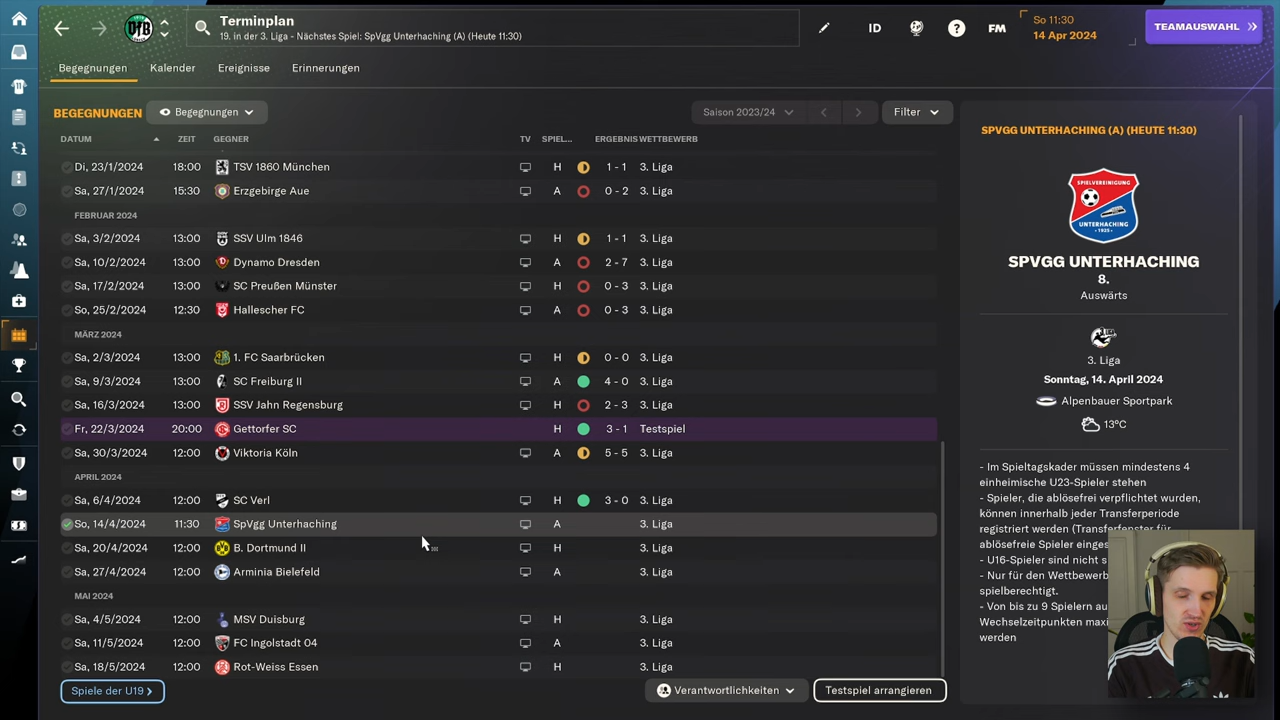 Terminplan
19. in der 3. Liga - Nächstes Spiel: SpVgg Unterhaching (A) (Heute 11:30)
ID
FM
So 11:30
14 Apr 2024
TEAMAUSWAHL
Begegnungen Kalender Ereignisse Erinnerungen
BEGEGNUNGEN Begegnungen Saison 2023/24 Filter
DATUM ZEIT GEGNER TV SPIEL... ERGEBNIS WETTBEWERB
Di, 23/1/2024 18:00 TSV 1860 München H 1 - 1 3. Liga
Sa, 27/1/2024 15:30 Erzgebirge Aue A 0 - 2 3. Liga
FEBRUAR 2024
Sa, 3/2/2024 13:00 SSV Ulm 1846 H 1 - 1 3. Liga
Sa, 10/2/2024 13:00 Dynamo Dresden A 2 - 7 3. Liga
Sa, 17/2/2024 13:00 SC Preußen Münster H 0 - 3 3. Liga
So, 25/2/2024 12:30 Hallescher FC A 0 - 3 3. Liga
MÄRZ 2024
Sa, 2/3/2024 13:00 1. FC Saarbrücken H 0 - 0 3. Liga
Sa, 9/3/2024 13:00 SC Freiburg II A 4 - 0 3. Liga
Sa, 16/3/2024 13:00 SSV Jahn Regensburg H 2 - 3 3. Liga
Fr, 22/3/2024 20:00 Gettorfer SC H 3 - 1 Testspiel
Sa, 30/3/2024 12:00 Viktoria Köln A 5 - 5 3. Liga
APRIL 2024
Sa, 6/4/2024 12:00 SC Verl H 3 - 0 3. Liga
So, 14/4/2024 11:30 SpVgg Unterhaching A 3. Liga
Sa, 20/4/2024 12:00 B. Dortmund II H 3. Liga
Sa, 27/4/2024 12:00 Arminia Bielefeld A 3. Liga
MAI 2024
Sa, 4/5/2024 12:00 MSV Duisburg H 3. Liga
Sa, 11/5/2024 12:00 FC Ingolstadt 04 A 3. Liga
Sa, 18/5/2024 12:00 Rot-Weiss Essen H 3. Liga
Spiele der U19 Verantwortlichkeiten Testspiel arrangieren
SPVGG UNTERHACHING (A) (HEUTE 11:30)
SPVGG UNTERHACHING
8.
Auswärts
3. Liga
Sonntag, 14. April 2024
Alpenbauer Sportpark
13°C
- Im Spieltagskader müssen mindestens 4
einheimische U23-Spieler stehen
- Spieler, die ablösefrei verpflichtet wurden,
können innerhalb jeder Transferperiode
registriert werden (Transferfenster für
ablösefreie Spieler
- U16-Spieler sind nicht
- Nur für den Wettbewerb
spielberechtigt.
- Von bis zu 9 Spielern
Wechselzeitpunkten
werden